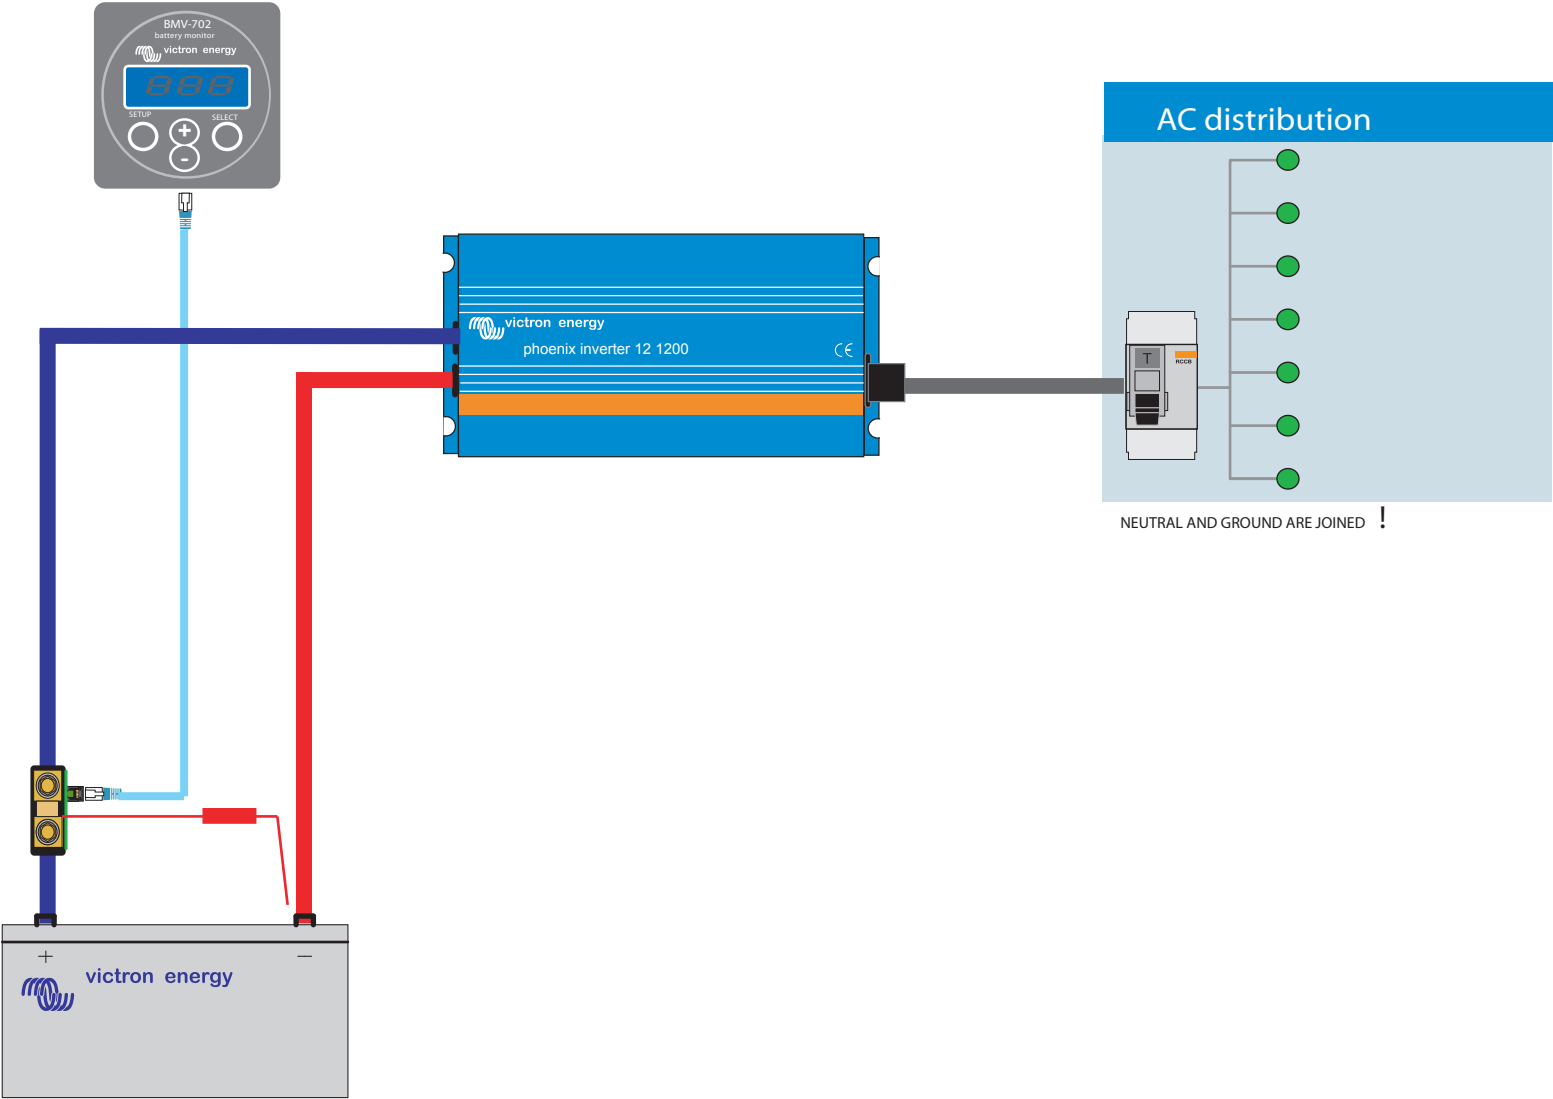 BMV-702
battery monitor
victron energy
888
SETUP
SELECT
+
-
AC distribution
victron energy
phoenix inverter 12 1200
CE
T
RCCB
NEUTRAL AND GROUND ARE JOINED !
+ −
victron energy